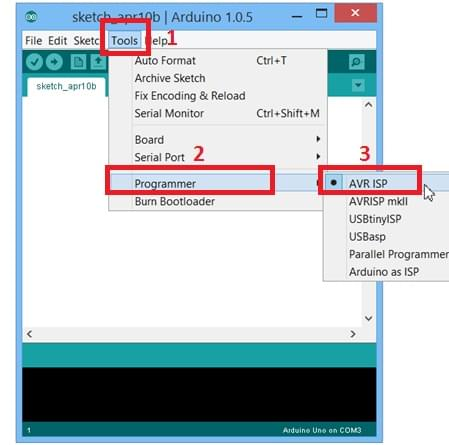 sketch_apr10b | Arduino 1.0.5
File Edit Sketch Tools Help
1
sketch_apr10b
Auto Format Ctrl+T
Archive Sketch
Fix Encoding & Reload
Serial Monitor Ctrl+Shift+M
Board
Serial Port
2
3
Programmer
Burn Bootloader
AVR ISP
AVRISP mkII
USBtinyISP
USBasp
Parallel Programmer
Arduino as ISP
1
Arduino Uno on COM3